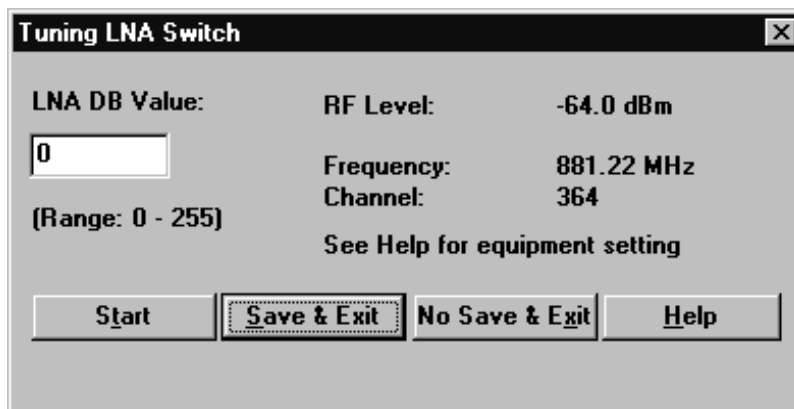 Tuning LNA Switch
LNA DB Value:
RF Level: -64.0 dBm
0
Frequency: 881.22 MHz
Channel: 364
(Range: 0 - 255)
See Help for equipment setting
Start Save & Exit No Save & Exit Help